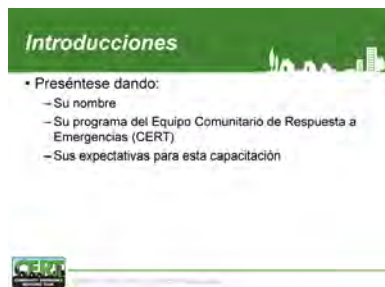 Introducciones
• Preséntese dando:
– Su nombre
– Su programa del Equipo Comunitario de Respuesta a
Emergencias (CERT)
– Sus expectativas para esta capacitación
CERT